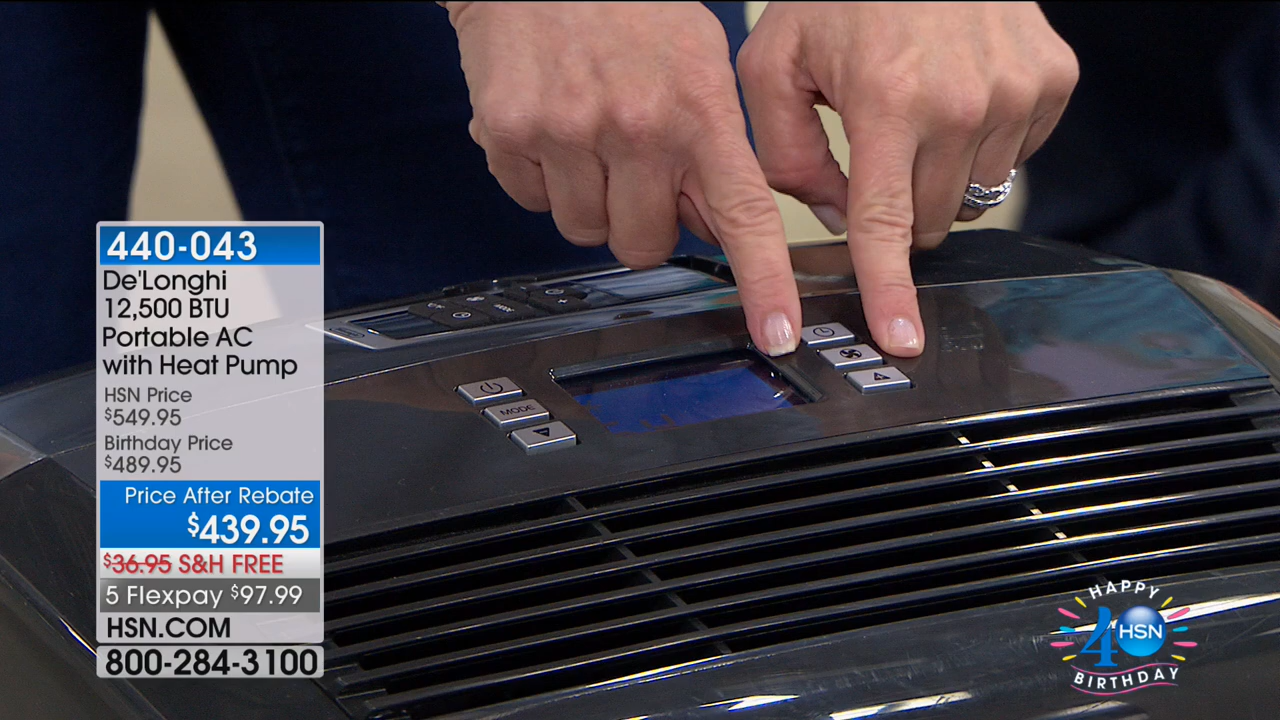 440-043
De'Longhi
12,500 BTU
Portable AC
with Heat Pump
HSN Price
$549.95
Birthday Price
$489.95
Price After Rebate
$439.95
$36.95 S&H FREE
5 Flexpay $97.99
HSN.COM
800-284-3100
MODE
HAPPY
40
HSN
BIRTHDAY